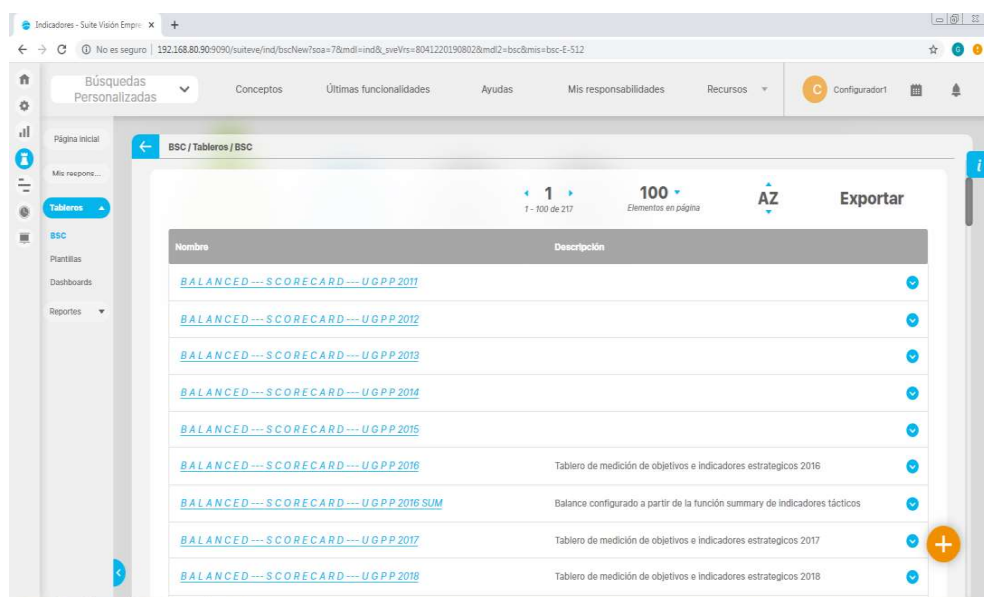 Indicadores - Suite Visión Empre
No es seguro | 192.168.80.90:9090/suiteve/ind/bscNew?soa=7&mdl=ind&_sveVrs=8041220190802&mdl2=bsc&mis=bsc-E-512
G
Búsquedas
Personalizadas
Conceptos
Últimas funcionalidades
Ayudas
Mis responsabilidades
Recursos
C
Configurador1
Página inicial
BSC / Tableros / BSC
i
Mis respons...
Tableros
BSC
Plantillas
Dashboards
Reportes
1
1 - 100 de 217
100
Elementos en página
AZ
Exportar
Nombre Descripción
BALANCED --- SCORECARD --- UGPP 2011
BALANCED --- SCORECARD --- UGPP 2012
BALANCED --- SCORECARD --- UGPP 2013
BALANCED --- SCORECARD --- UGPP 2014
BALANCED --- SCORECARD --- UGPP 2015
BALANCED --- SCORECARD --- UGPP 2016 Tablero de medición de objetivos e indicadores estrategicos 2016
BALANCED --- SCORECARD --- UGPP 2016 SUM Balance configurado a partir de la función summary de indicadores tácticos
BALANCED --- SCORECARD --- UGPP 2017 Tablero de medición de objetivos e indicadores estrategicos 2017
BALANCED --- SCORECARD --- UGPP 2018 Tablero de medición de objetivos e indicadores estrategicos 2018